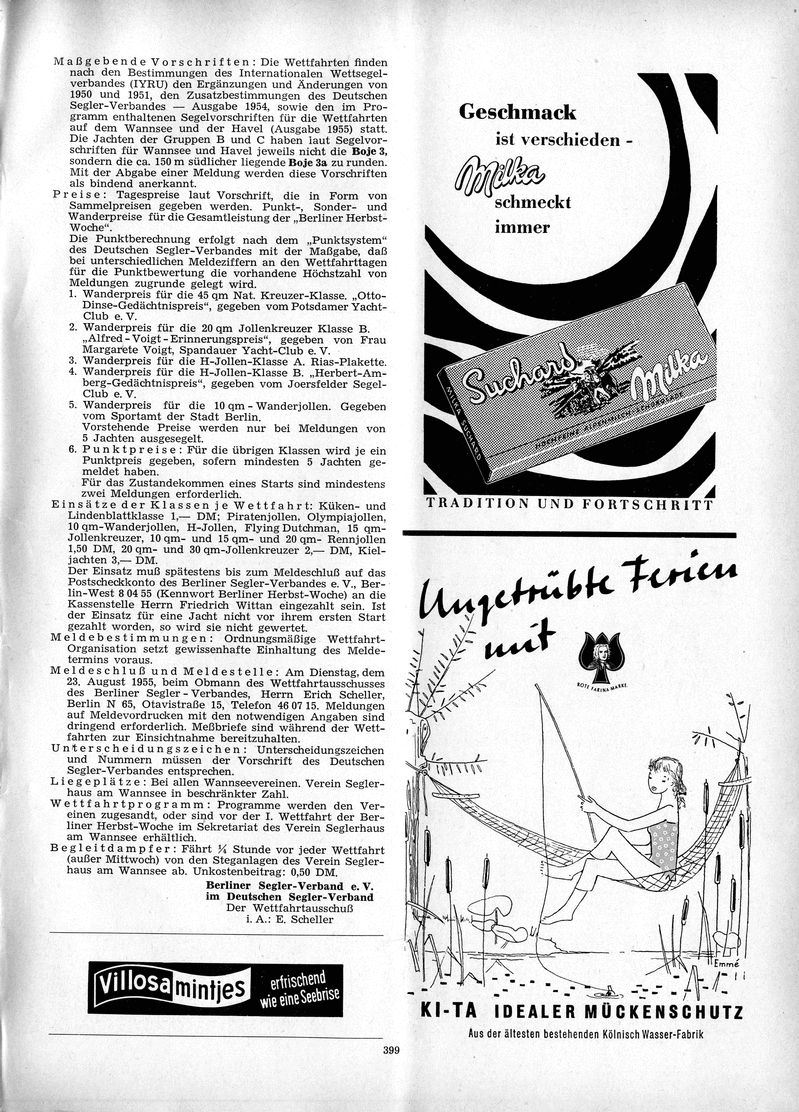 Maßgebende Vorschriften: Die Wettfahrten finden
nach den Bestimmungen des Internationalen Wettsegel-
verbandes (IYRU) den Ergänzungen und Änderungen von
1950 und 1951, den Zusatzbestimmungen des Deutschen
Segler-Verbandes — Ausgabe 1954, sowie den im Pro-
gramm enthaltenen Segelvorschriften für die Wettfahrten
auf dem Wannsee und der Havel (Ausgabe 1955) statt.
Die Jachten der Gruppen B und C haben laut Segelvor-
schriften für Wannsee und Havel jeweils nicht die Boje 3,
sondern die ca. 150 m südlicher liegende Boje 3a zu runden.
Mit der Abgabe einer Meldung werden diese Vorschriften
als bindend anerkannt.
Preise: Tagespreise laut Vorschrift, die in Form von
Sammelpreisen gegeben werden. Punkt-, Sonder- und
Wanderpreise für die Gesamtleistung der „Berliner Herbst-
Woche“.
Die Punktberechnung erfolgt nach dem „Punktsystem“
des Deutschen Segler-Verbandes mit der Maßgabe, daß
bei unterschiedlichen Meldeziffern an den Wettfahrttagen
für die Punktbewertung die vorhandene Höchstzahl von
Meldungen zugrunde gelegt wird.
1. Wanderpreis für die 45 qm Nat. Kreuzer-Klasse. „Otto-
Dinse-Gedächtnispreis“, gegeben vom Potsdamer Yacht-
Club e. V.
2. Wanderpreis für die 20 qm Jollenkreuzer Klasse B.
„Alfred-Voigt-Erinnerungspreis“, gegeben von Frau
Margarete Voigt, Spandauer Yacht-Club e. V.
3. Wanderpreis für die H-Jollen-Klasse A. Rias-Plakette.
4. Wanderpreis für die H-Jollen-Klasse B. „Herbert-Am-
berg-Gedächtnispreis“, gegeben vom Joersfelder Segel-
Club e. V.
5. Wanderpreis für die 10 qm - Wanderjollen. Gegeben
vom Sportamt der Stadt Berlin.
Vorstehende Preise werden nur bei Meldungen von
5 Jachten ausgesegelt.
6. Punktpreise: Für die übrigen Klassen wird je ein
Punktpreis gegeben, sofern mindesten 5 Jachten ge-
meldet haben.
Für das Zustandekommen eines Starts sind mindestens
zwei Meldungen erforderlich.
Einsätze der Klassen je Wettfahrt: Küken- und
Lindenblattklasse 1,— DM; Piratenjollen, Olympiajollen,
10 qm-Wanderjollen, H-Jollen, Flying Dutchman, 15 qm-
Jollenkreuzer, 10 qm- und 15 qm- und 20 qm- Rennjollen
1,50 DM, 20 qm- und 30 qm-Jollenkreuzer 2,— DM, Kiel-
jachten 3,— DM.
Der Einsatz muß spätestens bis zum Meldeschluß auf das
Postscheckkonto des Berliner Segler-Verbandes e. V., Ber-
lin-West 8 04 55 (Kennwort Berliner Herbst-Woche) an die
Kassenstelle Herrn Friedrich Wittan eingezahlt sein. Ist
der Einsatz für eine Jacht nicht vor ihrem ersten Start
gezahlt worden, so wird sie nicht gewertet.
Meldebestimmungen: Ordnungsmäßige Wettfahrt-
Organisation setzt gewissenhafte Einhaltung des Melde-
termins voraus.
Meldeschluß und Meldestelle: Am Dienstag, dem
23. August 1955, beim Obmann des Wettfahrtausschusses
des Berliner Segler-Verbandes, Herrn Erich Scheller,
Berlin N 65, Otavistraße 15, Telefon 46 07 15. Meldungen
auf Meldevordrucken mit den notwendigen Angaben sind
dringend erforderlich. Meßbriefe sind während der Wett-
fahrten zur Einsichtnahme bereitzuhalten.
Unterscheidungszeichen: Unterscheidungszeichen
und Nummern müssen der Vorschrift des Deutschen
Segler-Verbandes entsprechen.
Liegeplätze: Bei allen Wannseevereinen. Verein Segler-
haus am Wannsee in beschränkter Zahl.
Wettfahrtprogramm: Programme werden den Ver-
einen zugesandt, oder sind vor der I. Wettfahrt der Ber-
liner Herbst-Woche im Sekretariat des Verein Seglerhaus
am Wannsee erhältlich.
Begleitdampfer: Fährt ¼ Stunde vor jeder Wettfahrt
(außer Mittwoch) von den Steganlagen des Verein Segler-
haus am Wannsee ab. Unkostenbeitrag: 0,50 DM.
Berliner Segler-Verband e. V.
im Deutschen Segler-Verband
Der Wettfahrtausschuß
i. A.: E. Scheller
Villosa mintjes
erfrischend
wie eine Seebrise
399
Geschmack
ist verschieden -
Milka
schmeckt
immer
Suchard
Milka
MILKA SUCHARD
HOCHFEINE ALPENMILCH-SCHOKOLADE
TRADITION UND FORTSCHRITT
Ungetrübte Ferien
mit
ROTE FARINA MARKE
Emmé
KI-TA IDEALER MÜCKENSCHUTZ
Aus der ältesten bestehenden Kölnisch Wasser-Fabrik